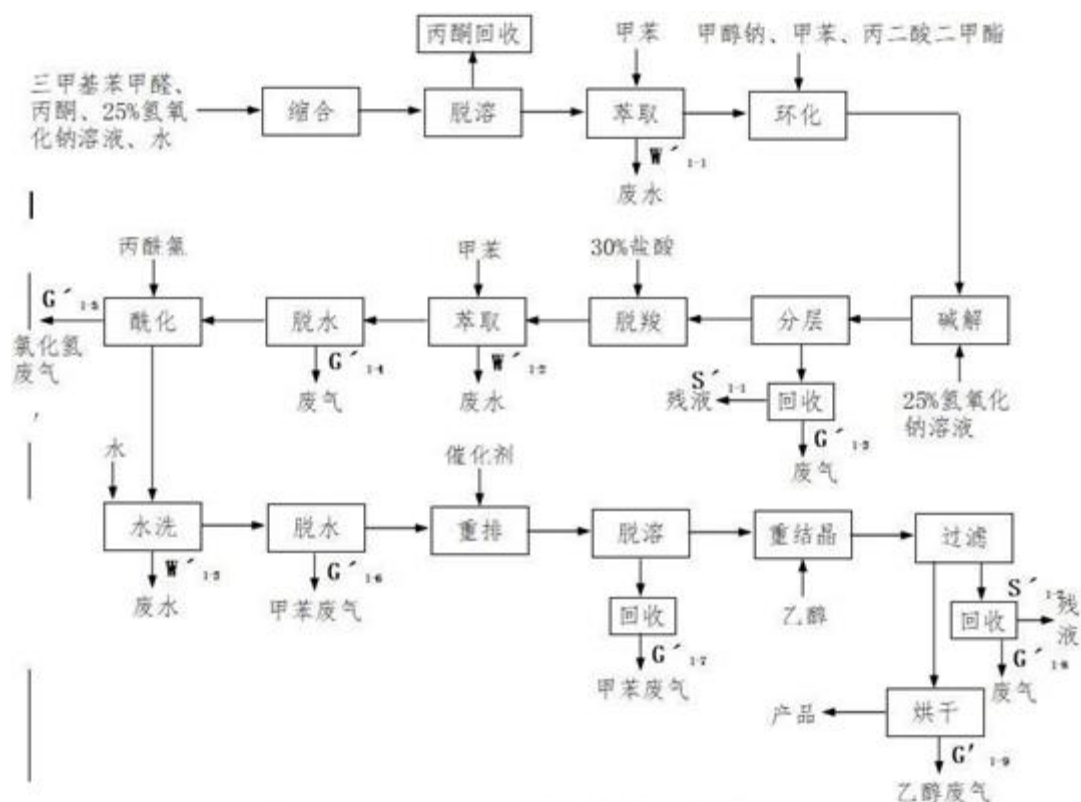 丙酮回收
甲苯
甲醇钠、甲苯、丙二酸二甲酯
三甲基苯甲醛、
丙酮、25%氢氧
化钠溶液、水
缩合
脱溶
萃取
环化
W´1-1
废水
丙酰氯
甲苯
30%盐酸
G´1-5
酰化
脱水
萃取
脱羧
分层
碱解
氯化氢
废气
G´1-4
废气
W´1-2
废水
S´1-1
残液
回收
25%氢氧化
钠溶液
G´1-3
废气
水
催化剂
水洗
脱水
重排
脱溶
重结晶
过滤
W´1-3
废水
G´1-6
甲苯废气
回收
乙醇
S´1-2
回收
残
液
G´1-7
甲苯废气
G´1-8
废气
产品
烘干
G′1-9
乙醇废气